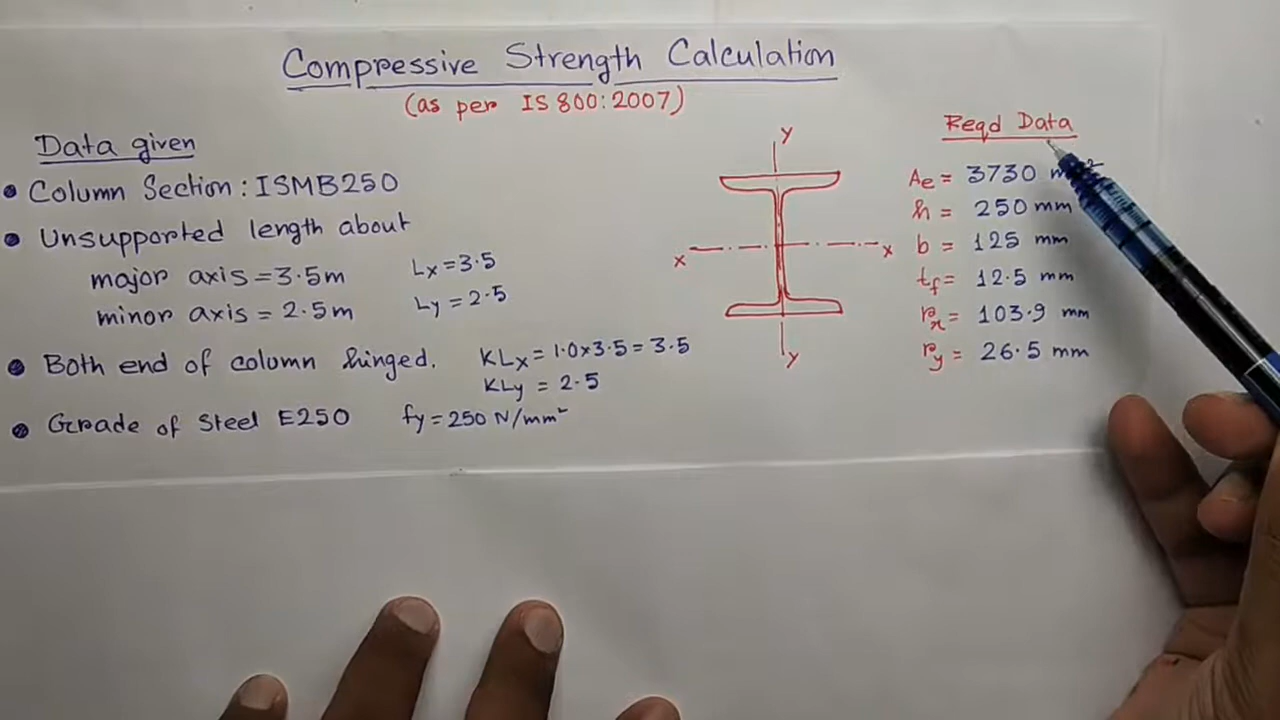 Compressive Strength Calculation
(as per IS 800:2007)
Data given
• Column Section : ISMB250
• Unsupported length about
major axis = 3.5m Lx = 3.5
minor axis = 2.5m Ly = 2.5
• Both end of column hinged. KLx = 1.0x3.5 = 3.5
KLy = 2.5
• Grade of Steel E250 fy = 250 N/mm²
y
x x
y
Reqd Data
Ae = 3730
h = 250 mm
b = 125 mm
tf = 12.5 mm
rx = 103.9 mm
ry = 26.5 mm